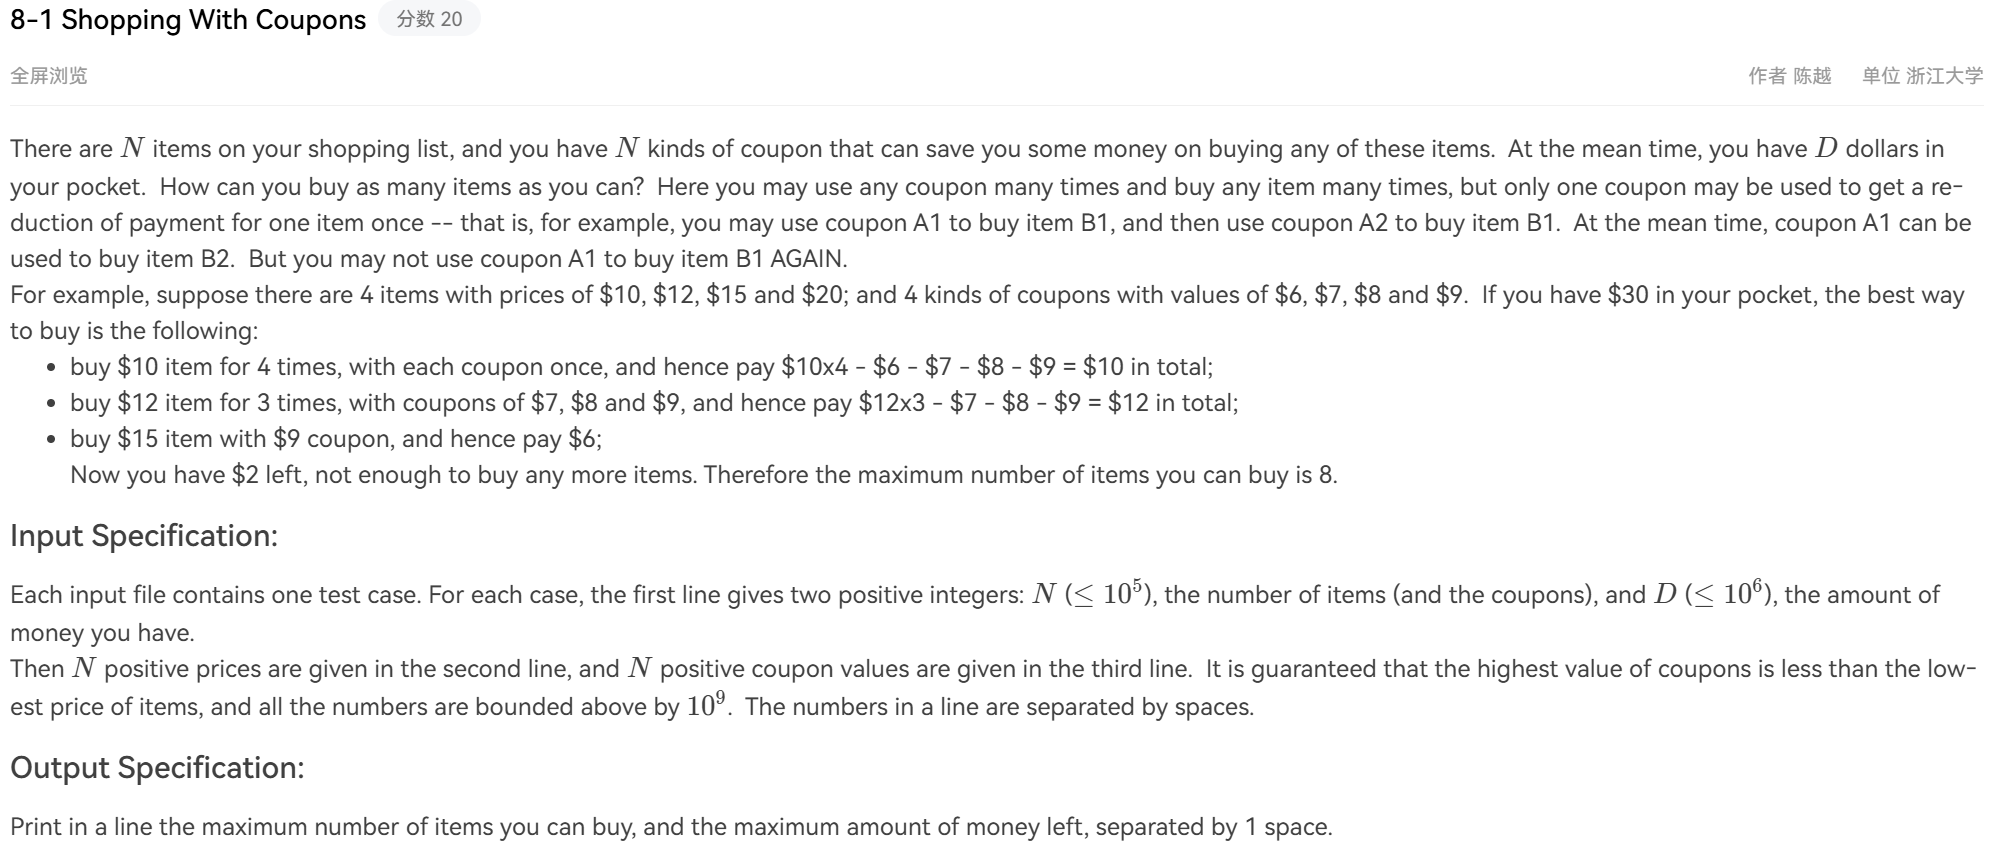 8-1 Shopping With Coupons 分数 20
全屏浏览 作者 陈越 单位 浙江大学
There are N items on your shopping list, and you have N kinds of coupon that can save you some money on buying any of these items. At the mean time, you have D dollars in
your pocket. How can you buy as many items as you can? Here you may use any coupon many times and buy any item many times, but only one coupon may be used to get a re-
duction of payment for one item once -- that is, for example, you may use coupon A1 to buy item B1, and then use coupon A2 to buy item B1. At the mean time, coupon A1 can be
used to buy item B2. But you may not use coupon A1 to buy item B1 AGAIN.
For example, suppose there are 4 items with prices of $10, $12, $15 and $20; and 4 kinds of coupons with values of $6, $7, $8 and $9. If you have $30 in your pocket, the best way
to buy is the following:
• buy $10 item for 4 times, with each coupon once, and hence pay $10x4 - $6 - $7 - $8 - $9 = $10 in total;
• buy $12 item for 3 times, with coupons of $7, $8 and $9, and hence pay $12x3 - $7 - $8 - $9 = $12 in total;
• buy $15 item with $9 coupon, and hence pay $6;
Now you have $2 left, not enough to buy any more items. Therefore the maximum number of items you can buy is 8.
Input Specification:
Each input file contains one test case. For each case, the first line gives two positive integers: N (≤ 10⁵), the number of items (and the coupons), and D (≤ 10⁶), the amount of
money you have.
Then N positive prices are given in the second line, and N positive coupon values are given in the third line. It is guaranteed that the highest value of coupons is less than the low-
est price of items, and all the numbers are bounded above by 10⁹. The numbers in a line are separated by spaces.
Output Specification:
Print in a line the maximum number of items you can buy, and the maximum amount of money left, separated by 1 space.